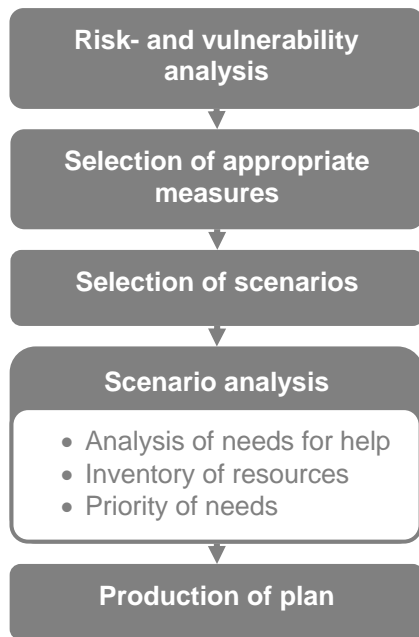 Risk- and vulnerability
analysis
Selection of appropriate
measures
Selection of scenarios
Scenario analysis
• Analysis of needs for help
• Inventory of resources
• Priority of needs
Production of plan